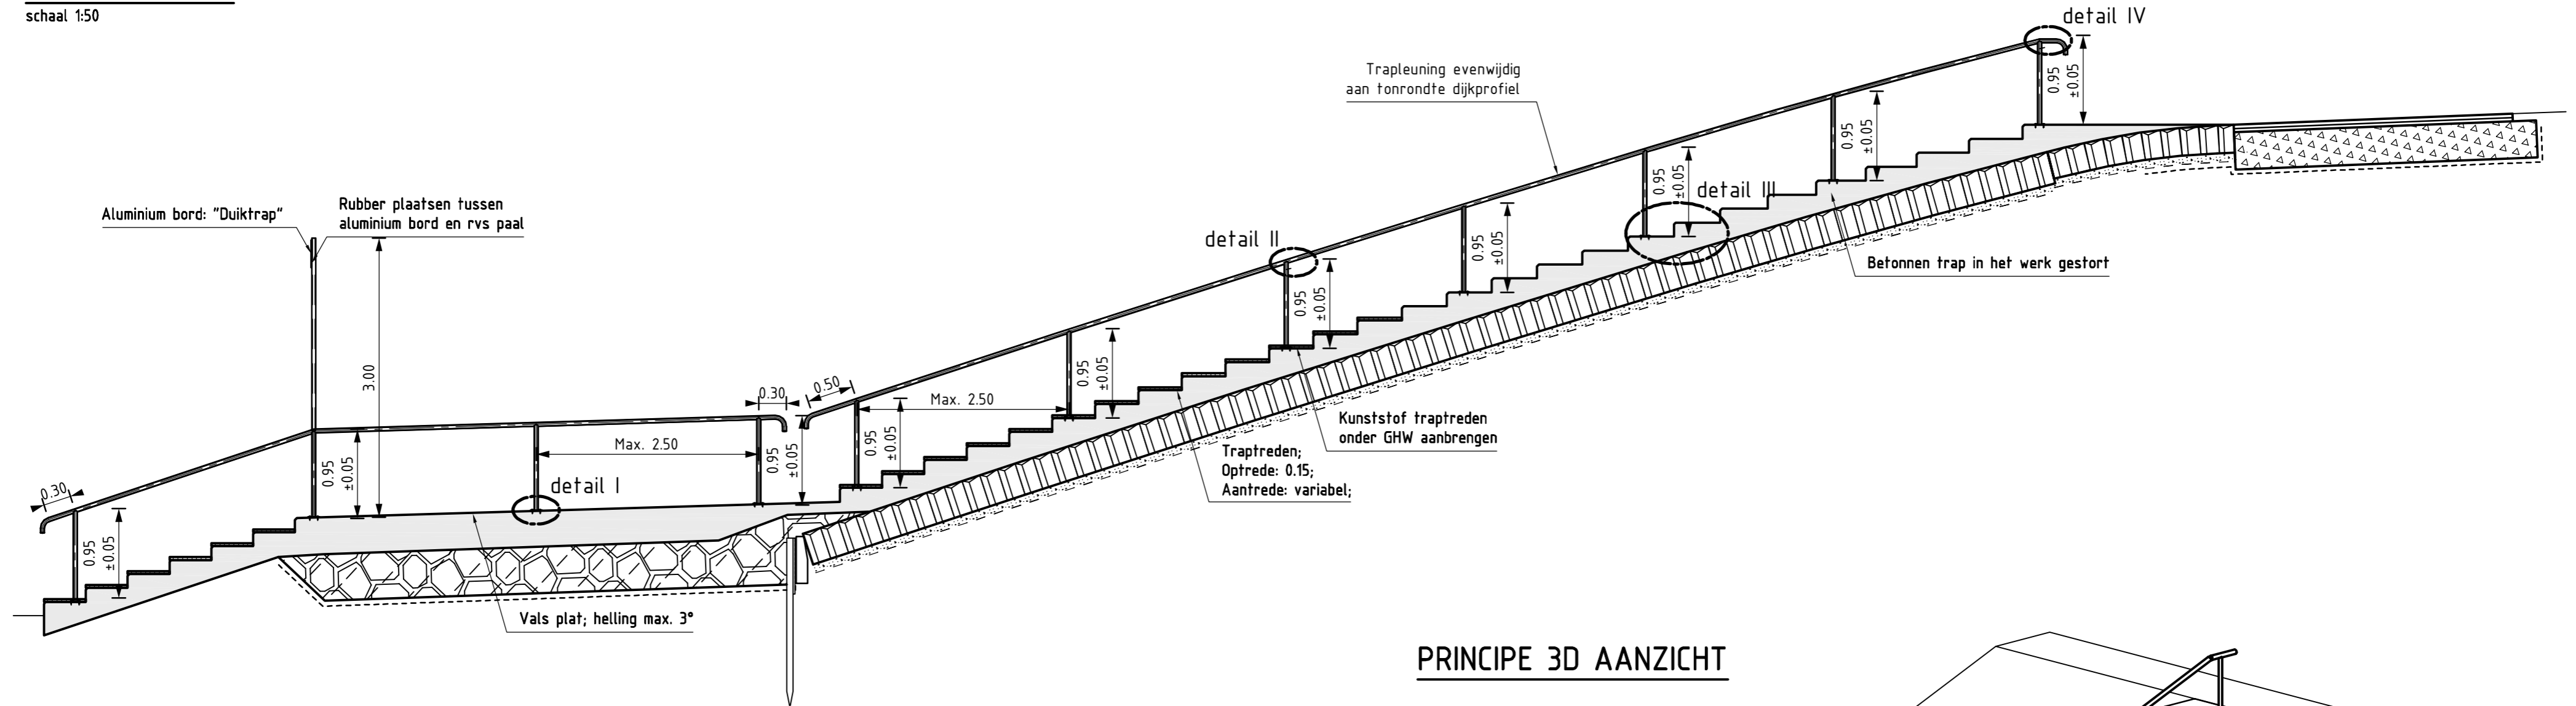 schaal 1:50
detail IV
Trapleuning evenwijdig
aan tonrondte dijkprofiel
0.95
±0.05
0.95
±0.05
0.95
±0.05
detail III
Aluminium bord: "Duiktrap"
Rubber plaatsen tussen
aluminium bord en rvs paal
detail II
0.95
±0.05
Betonnen trap in het werk gestort
0.95
±0.05
3.00
0.95
±0.05
0.30
0.50
Max. 2.50
Kunststof traptreden
onder GHW aanbrengen
Max. 2.50
0.95
±0.05
0.95
±0.05
0.95
±0.05
Traptreden;
Optrede: 0.15;
Aantrede: variabel;
0.30
detail I
0.95
±0.05
Vals plat; helling max. 3°
PRINCIPE 3D AANZICHT